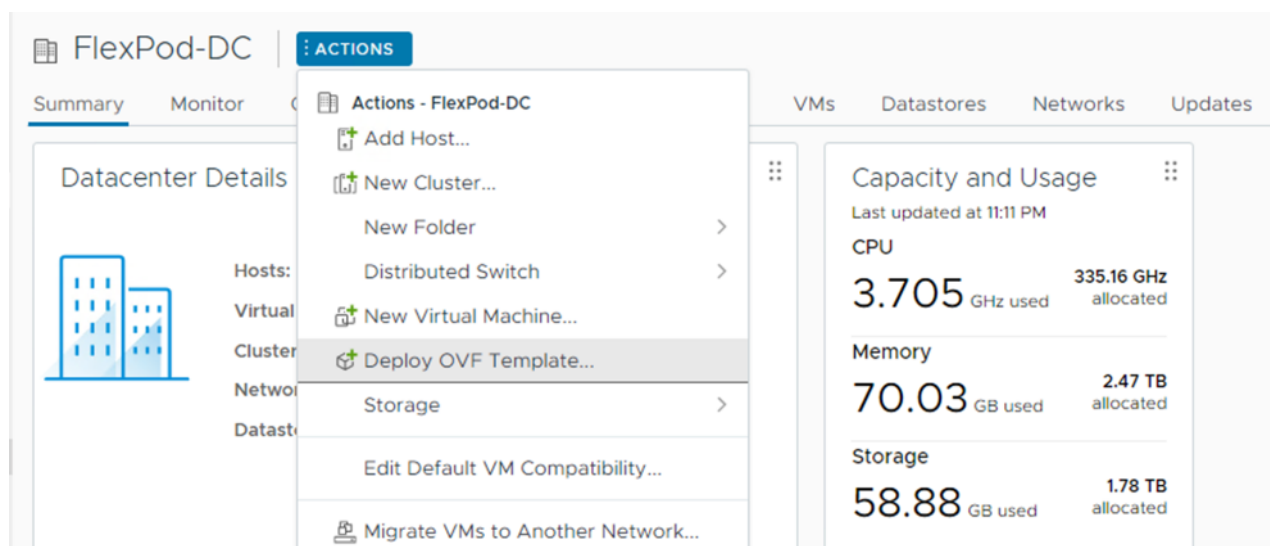 FlexPod-DC
ACTIONS
Summary Monitor VMs Datastores Networks Updates
Actions - FlexPod-DC
Add Host...
New Cluster...
New Folder
Distributed Switch
New Virtual Machine...
Deploy OVF Template...
Storage
Edit Default VM Compatibility...
Migrate VMs to Another Network...
Datacenter Details
Hosts:
Virtual
Cluster
Capacity and Usage
Last updated at 11:11 PM
CPU
3.705 GHz used
335.16 GHz
allocated
Memory
70.03 GB used
2.47 TB
allocated
Storage
58.88 GB used
1.78 TB
allocated